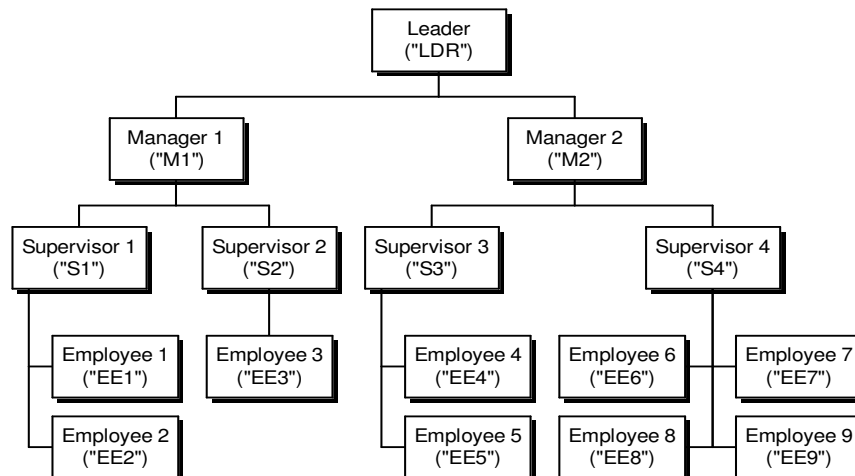 Leader
("LDR")
Manager 1
("M1")
Manager 2
("M2")
Supervisor 1
("S1")
Supervisor 2
("S2")
Supervisor 3
("S3")
Supervisor 4
("S4")
Employee 1
("EE1")
Employee 3
("EE3")
Employee 4
("EE4")
Employee 6
("EE6")
Employee 7
("EE7")
Employee 2
("EE2")
Employee 5
("EE5")
Employee 8
("EE8")
Employee 9
("EE9")